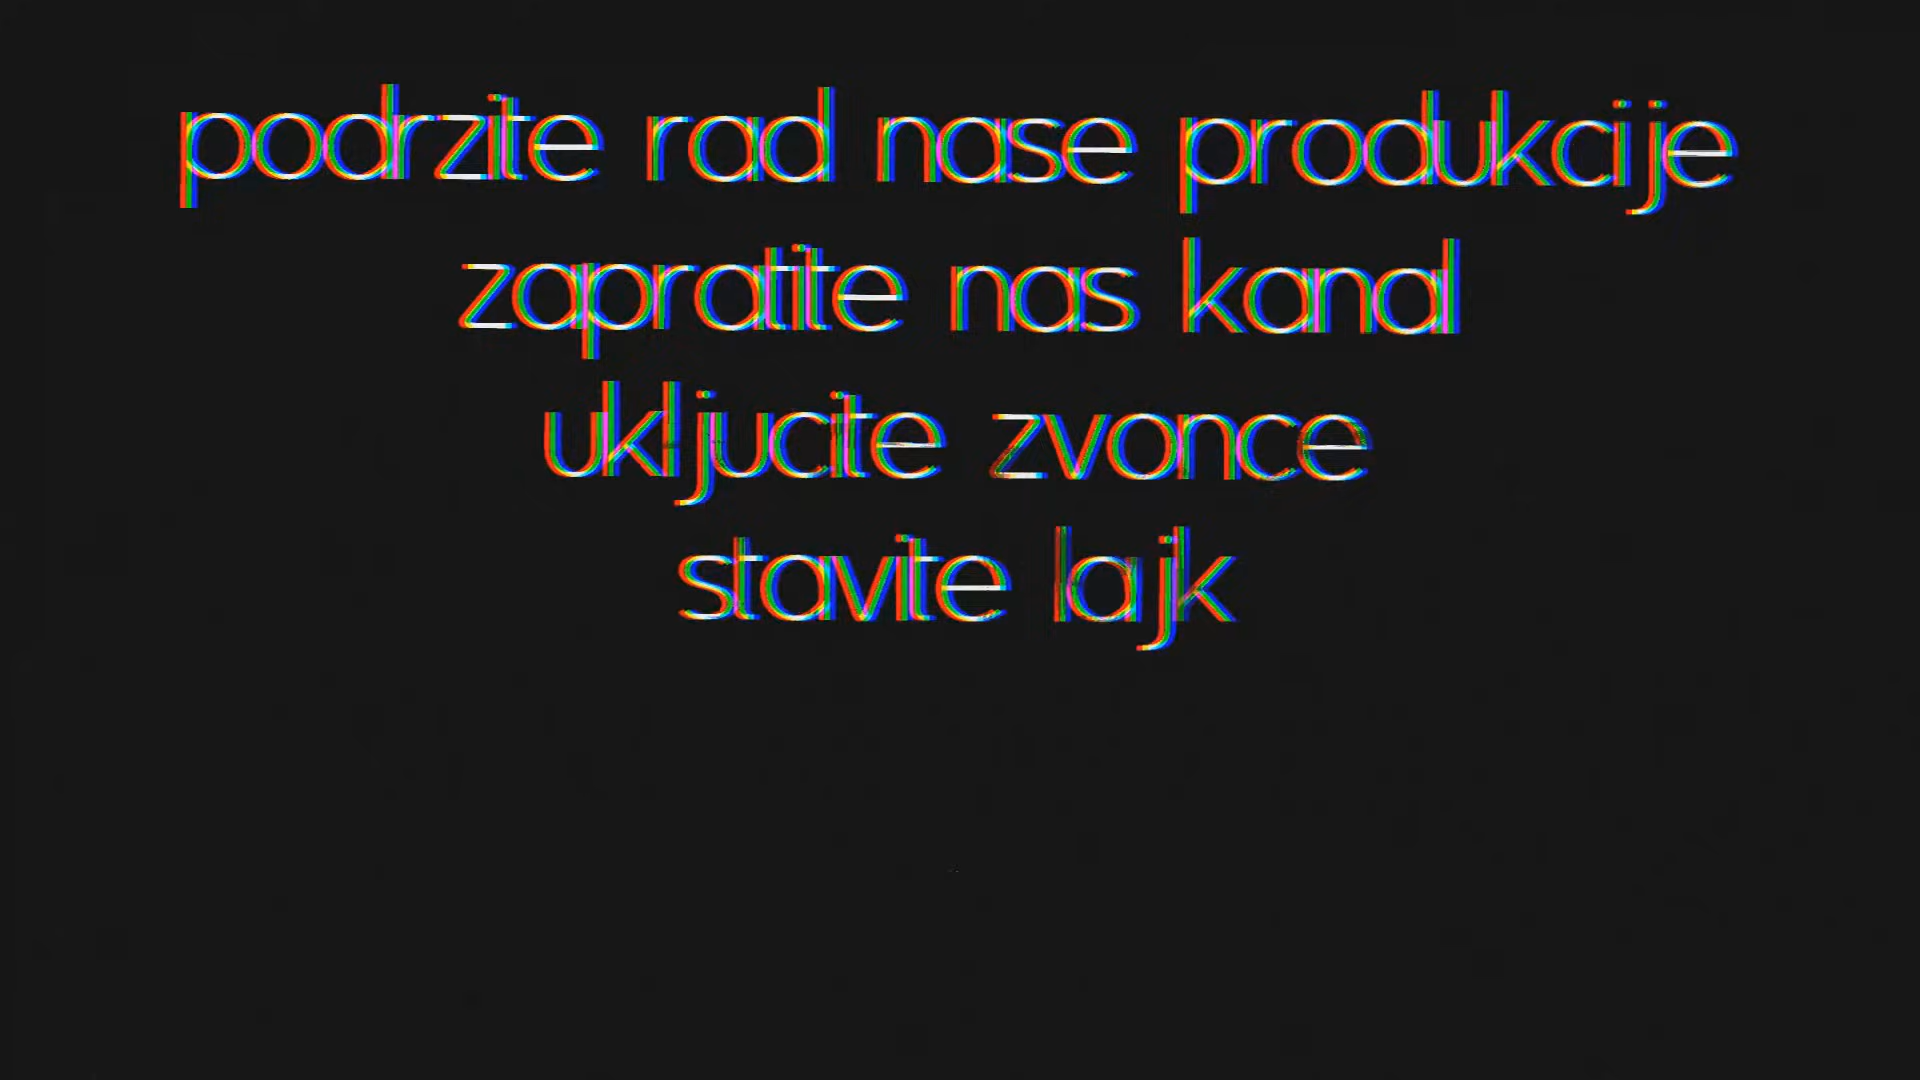 podrzite rad nase produkcije
zapratite nas kanal
ukljucite zvonce
stavite lajk